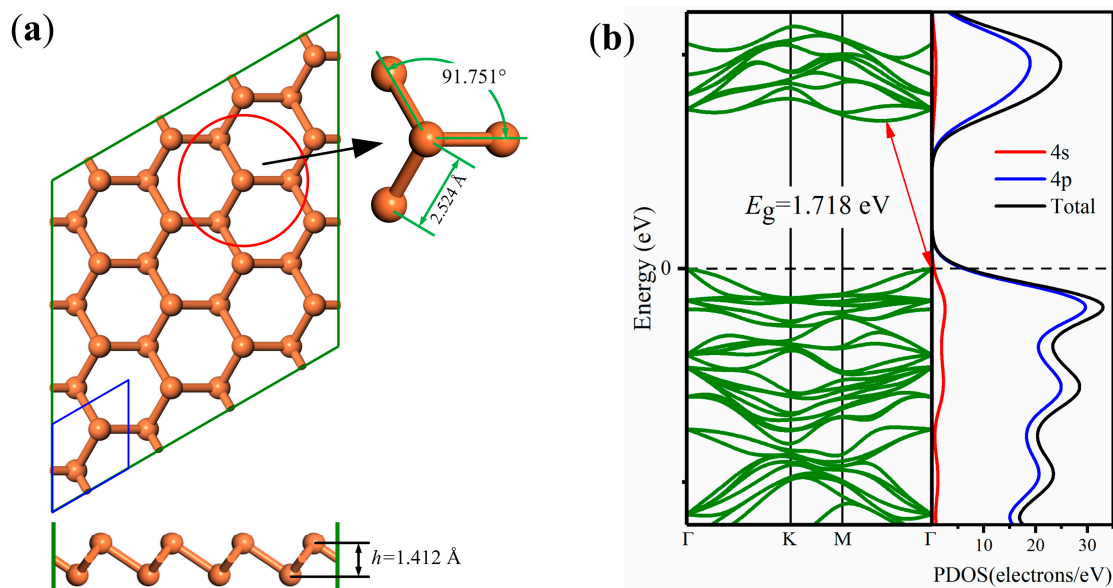 (a)
91.751°
2.524 Å
h=1.412 Å
(b)
Energy (eV)
0
Eg=1.718 eV
4s
4p
Total
Γ K M Γ
10 20 30
PDOS(electrons/eV)